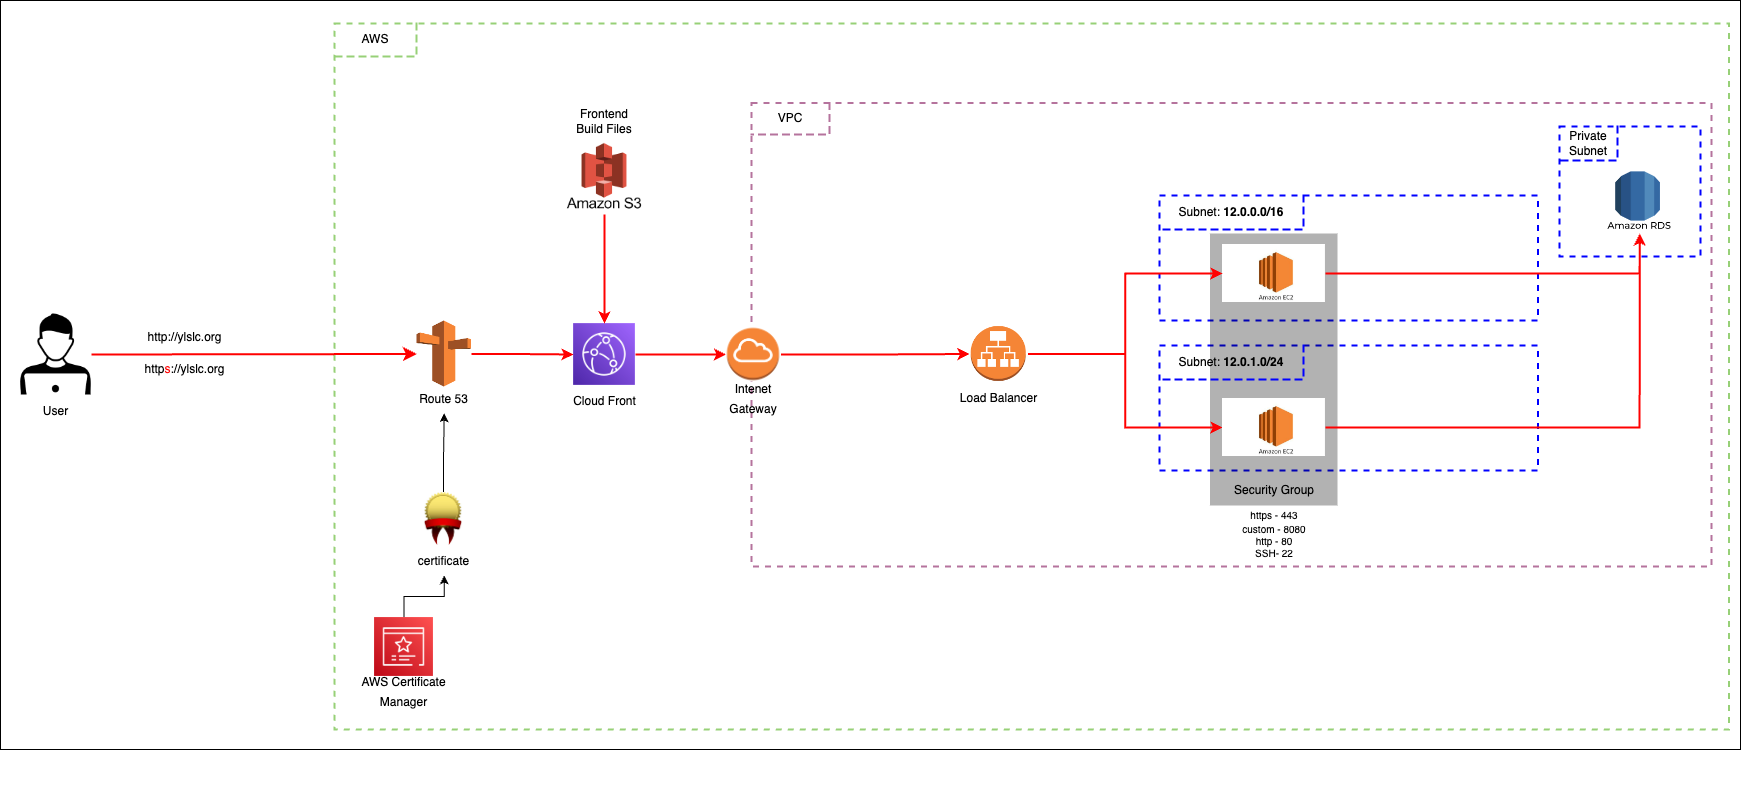 AWS
Frontend
Build Files
Amazon S3
VPC
Private
Subnet
Amazon RDS
Subnet: 12.0.0.0/16
Amazon EC2
http://ylslc.org
https://ylslc.org
User
Route 53
Cloud Front
Intenet
Gateway
Load Balancer
Subnet: 12.0.1.0/24
Amazon EC2
Security Group
https - 443
custom - 8080
http - 80
SSH- 22
certificate
AWS Certificate
Manager